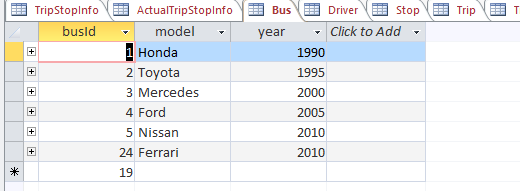 TripStopInfo ActualTripStopInfo Bus Driver Stop Trip T
busId model year Click to Add
1 Honda 1990
2 Toyota 1995
3 Mercedes 2000
4 Ford 2005
5 Nissan 2010
24 Ferrari 2010
19